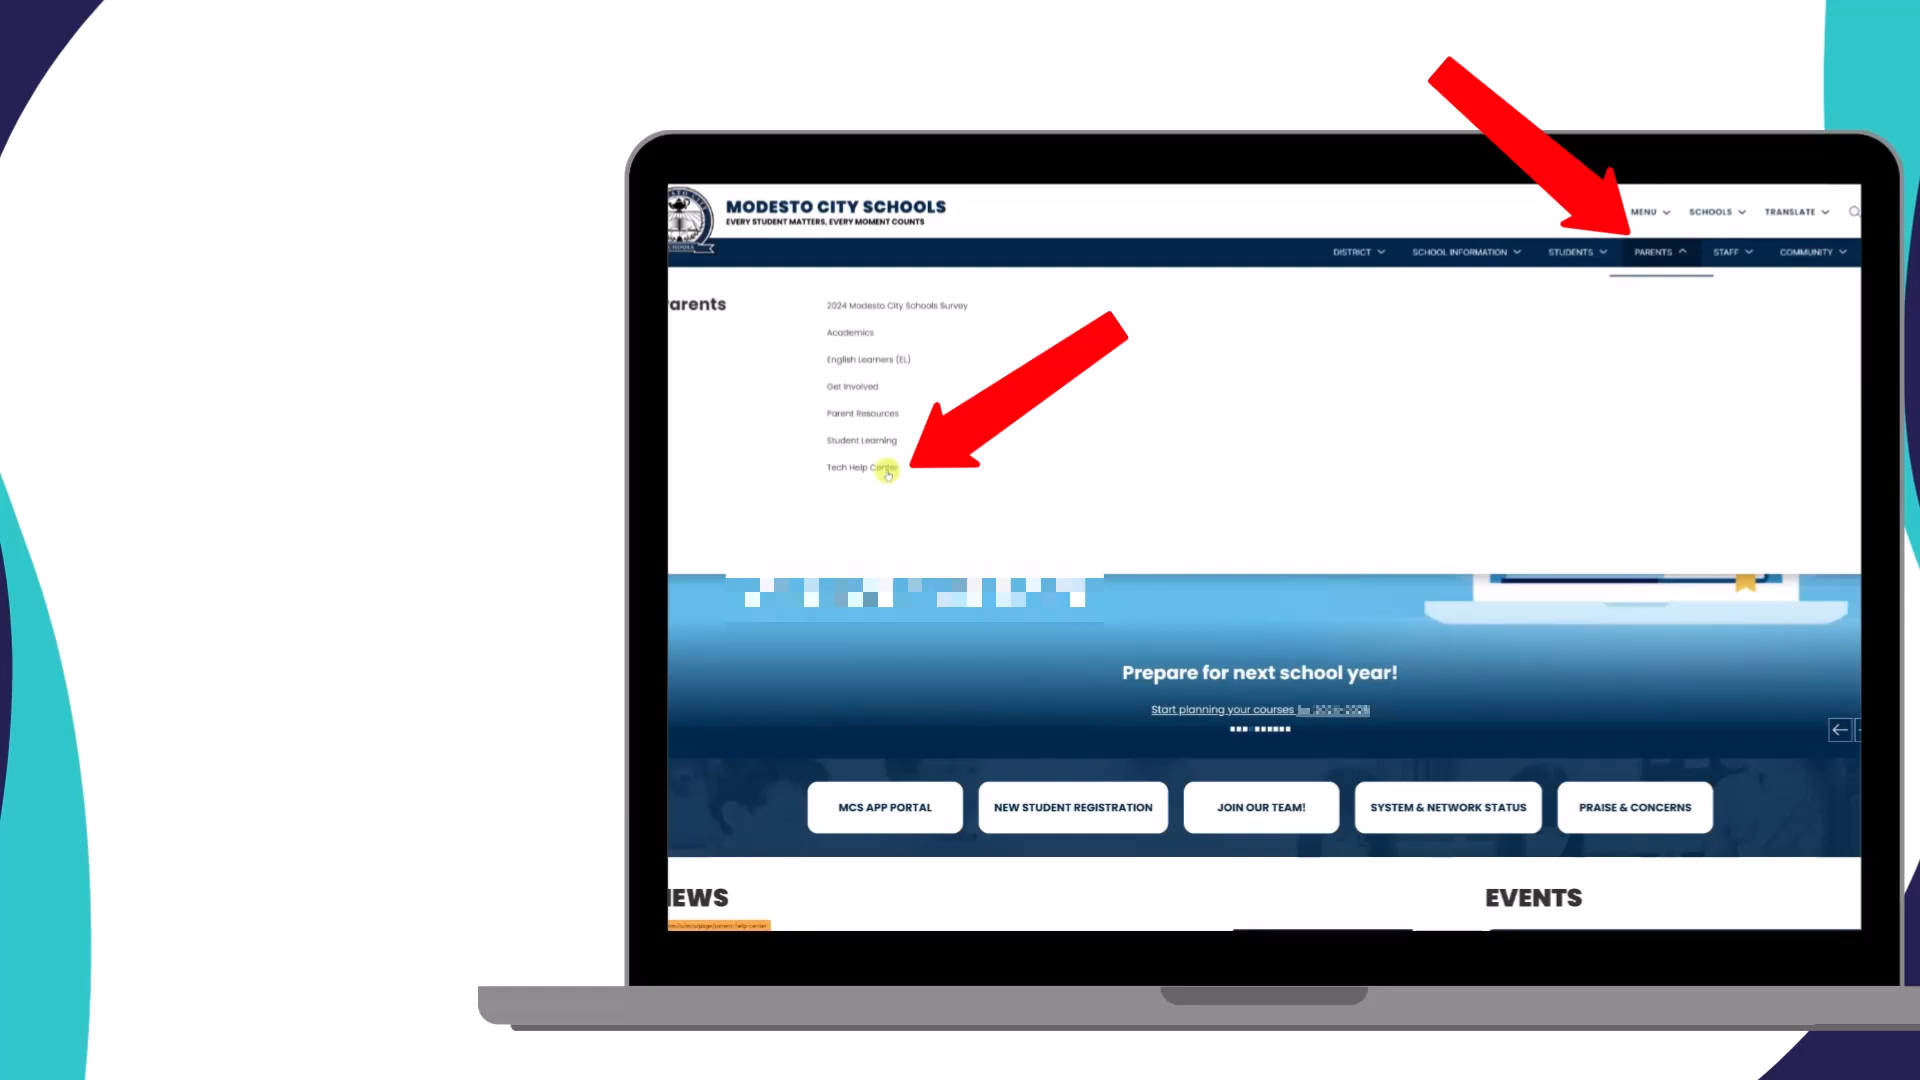 MODESTO CITY SCHOOLS
EVERY STUDENT MATTERS, EVERY MOMENT COUNTS
MENU SCHOOLS TRANSLATE
DISTRICT SCHOOL INFORMATION STUDENTS PARENTS STAFF COMMUNITY
arents
2024 Modesto City Schools Survey
Academics
English Learners (EL)
Get Involved
Parent Resources
Student Learning
Tech Help Center
Prepare for next school year!
Start planning your courses
MCS APP PORTAL NEW STUDENT REGISTRATION JOIN OUR TEAM! SYSTEM & NETWORK STATUS PRAISE & CONCERNS
EWS EVENTS